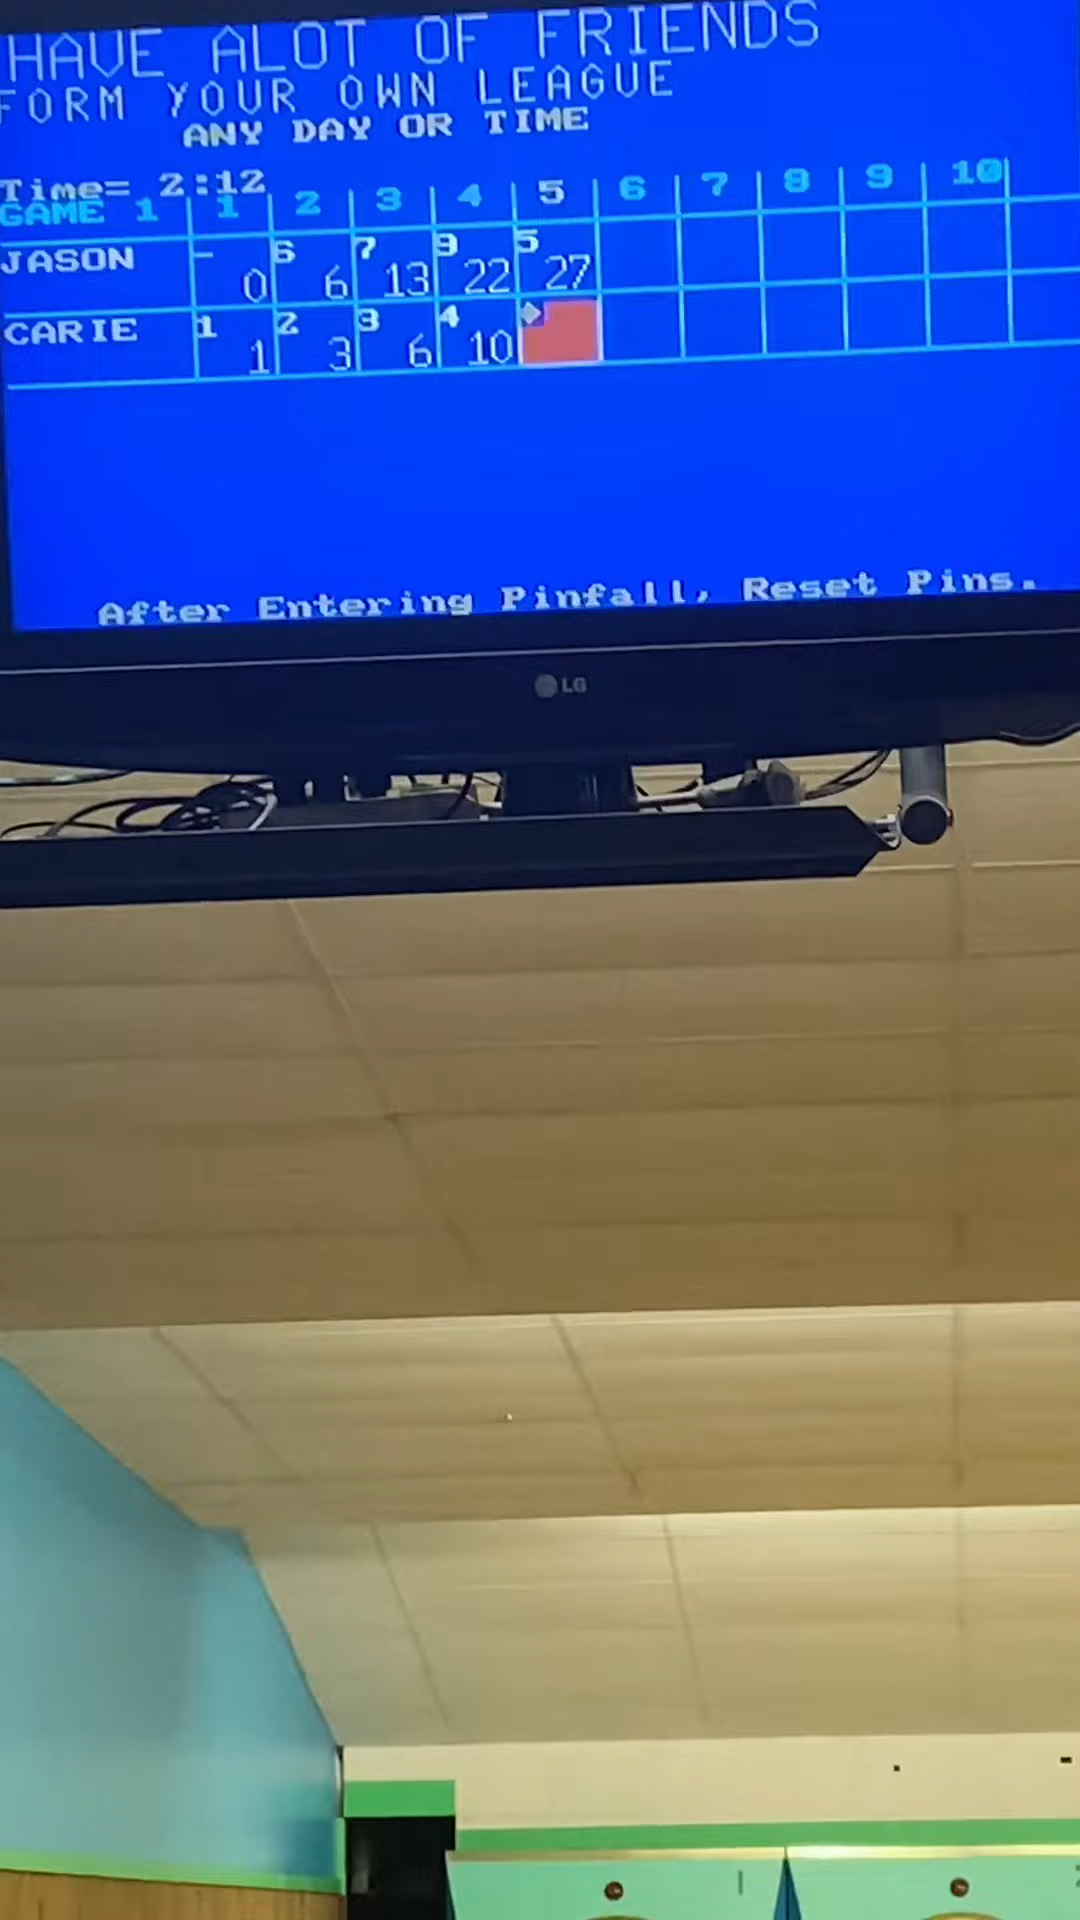 HAVE ALOT OF FRIENDS
FORM YOUR OWN LEAGUE
ANY DAY OR TIME
Time= 2:12
GAME 1 1 2 3 4 5 6 7 8 9 10
JASON - 6 7 9 5
0 6 13 22 27
CARIE 1 2 3 4
1 3 6 10
After Entering Pinfall, Reset Pins.
LG
1